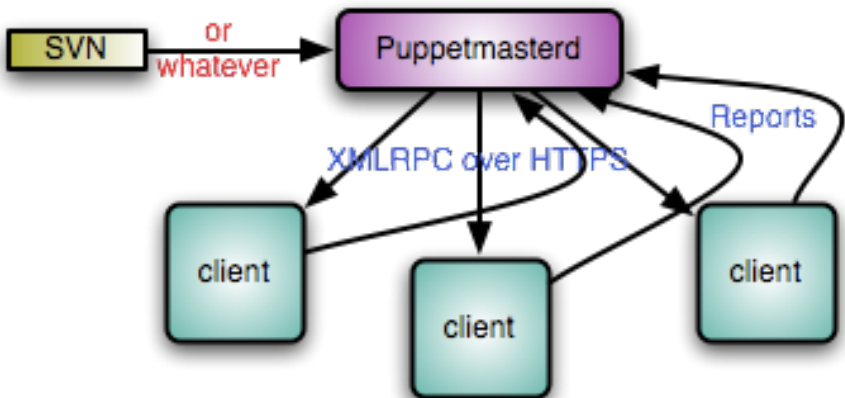 SVN
or
whatever
Puppetmasterd
Reports
XMLRPC over HTTPS
client
client
client